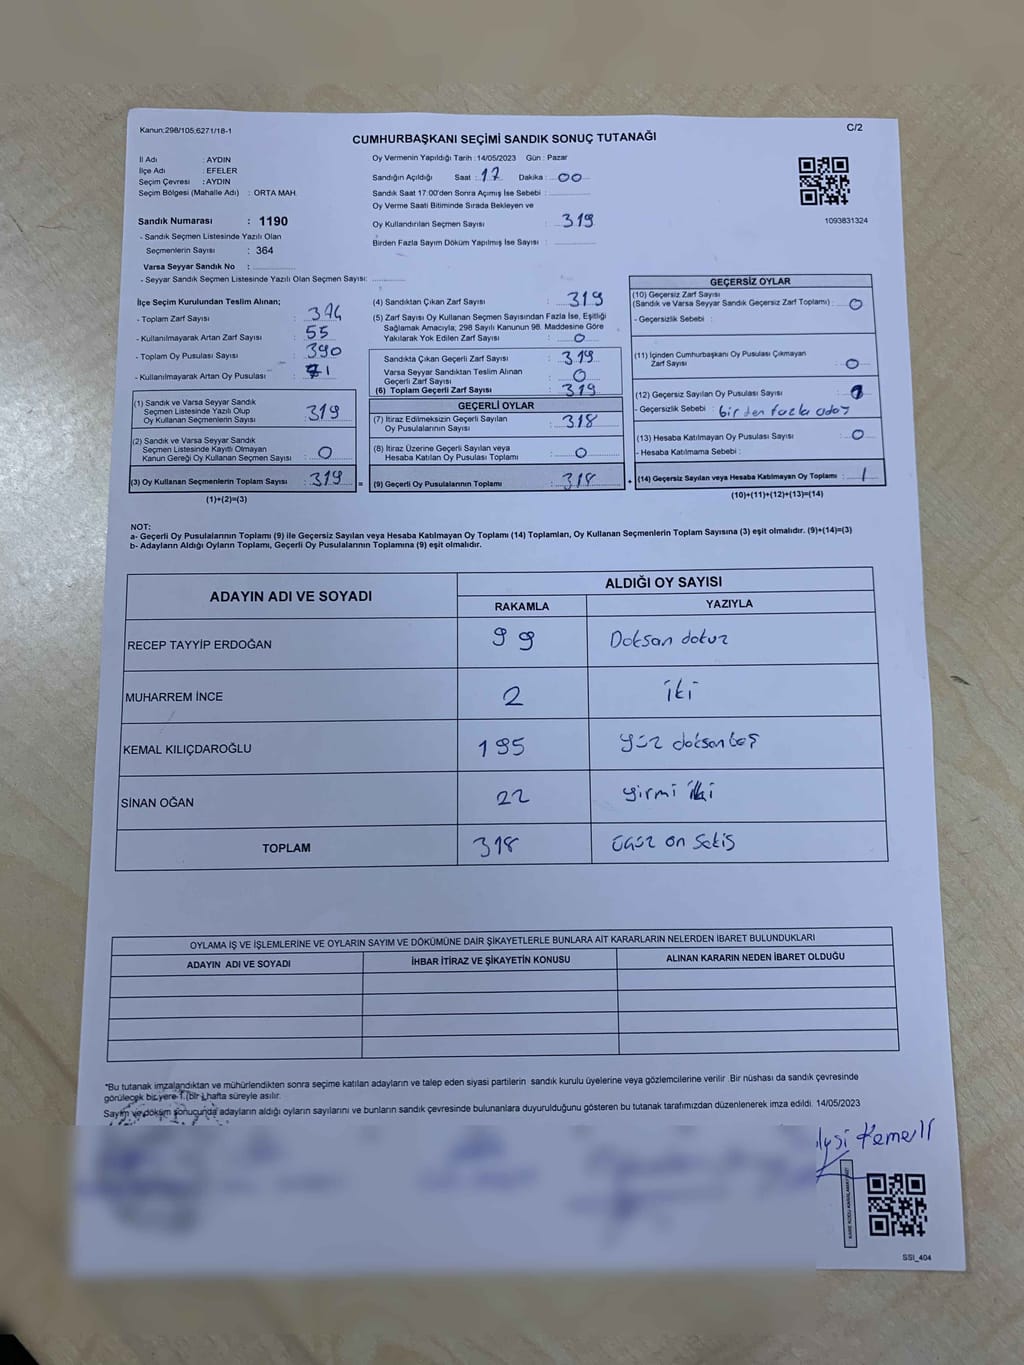 Kanun:298/105;6271/18-1
C/2
CUMHURBAŞKANI SEÇİMİ SANDIK SONUÇ TUTANAĞI
İl Adı : AYDIN
İlçe Adı : EFELER
Seçim Çevresi : AYDIN
Seçim Bölgesi (Mahalle Adı) : ORTA MAH.
Sandık Numarası : 1190
- Sandık Seçmen Listesinde Yazılı Olan
Seçmenlerin Sayısı : 364
Varsa Seyyar Sandık No :
- Seyyar Sandık Seçmen Listesinde Yazılı Olan Seçmen Sayısı:
Oy Vermenin Yapıldığı Tarih : 14/05/2023 Gün : Pazar
Sandığın Açıldığı Saat : 17 Dakika : 00
Sandık Saat 17:00'den Sonra Açımış İse Sebebi :
Oy Verme Saati Bitiminde Sırada Bekleyen ve
Oy Kullandırılan Seçmen Sayısı : 319
Birden Fazla Sayım Döküm Yapılmış İse Sayısı :
1093831324
İlçe Seçim Kurulundan Teslim Alınan;
- Toplam Zarf Sayısı :
- Kullanılmayarak Artan Zarf Sayısı : 55
- Toplam Oy Pusulası Sayısı : 390
- Kullanılmayarak Artan Oy Pusulası : 71
(1) Sandık ve Varsa Seyyar Sandık
Seçmen Listesinde Yazılı Olup
Oy Kullanan Seçmenlerin Sayısı : 319
(2) Sandık ve Varsa Seyyar Sandık
Seçmen Listesinde Kayıtlı Olmayan
Kanun Gereği Oy Kullanan Seçmen Sayısı : 0
(3) Oy Kullanan Seçmenlerin Toplam Sayısı : 319 =
(1)+(2)=(3)
(4) Sandıktan Çıkan Zarf Sayısı : 319
(5) Zarf Sayısı Oy Kullanan Seçmen Sayısından Fazla İse, Eşitliği
Sağlamak Amacıyla; 298 Sayılı Kanunun 98. Maddesine Göre
Yakılarak Yok Edilen Zarf Sayısı : 0
Sandıkta Çıkan Geçerli Zarf Sayısı : 319
Varsa Seyyar Sandıktan Teslim Alınan
Geçerli Zarf Sayısı : 0
(6) Toplam Geçerli Zarf Sayısı : 319
GEÇERLİ OYLAR
(7) İtiraz Edilmeksizin Geçerli Sayılan
Oy Pusulalarının Sayısı : 318
(8) İtiraz Üzerine Geçerli Sayılan veya
Hesaba Katılan Oy Pusulası Toplamı : 0
(9) Geçerli Oy Pusulalarının Toplamı : 318 +
GEÇERSİZ OYLAR
(10) Geçersiz Zarf Sayısı
(Sandık ve Varsa Seyyar Sandık Geçersiz Zarf Toplamı) : 0
- Geçersizlik Sebebi :
(11) İçinden Cumhurbaşkanı Oy Pusulası Çıkmayan
Zarf Sayısı : 0
(12) Geçersiz Sayılan Oy Pusulası Sayısı : 1
- Geçersizlik Sebebi : birden fazla aday
(13) Hesaba Katılmayan Oy Pusulası Sayısı : 0
- Hesaba Katılmama Sebebi :
(14) Geçersiz Sayılan veya Hesaba Katılmayan Oy Toplamı : 1
(10)+(11)+(12)+(13)=(14)
NOT:
a- Geçerli Oy Pusulalarının Toplamı (9) ile Geçersiz Sayılan veya Hesaba Katılmayan Oy Toplamı (14) Toplamları, Oy Kullanan Seçmenlerin Toplam Sayısına (3) eşit olmalıdır. (9)+(14)=(3)
b- Adayların Aldığı Oyların Toplamı, Geçerli Oy Pusulalarının Toplamına (9) eşit olmalıdır.
ADAYIN ADI VE SOYADI
ALDIĞI OY SAYISI
RAKAMLA YAZIYLA
RECEP TAYYİP ERDOĞAN 99 Doksan dokuz
MUHARREM İNCE 2 iki
KEMAL KILIÇDAROĞLU 195 yüz doksan beş
SİNAN OĞAN 22 yirmi iki
TOPLAM 318 on sekis
OYLAMA İŞ VE İŞLEMLERİNE VE OYLARIN SAYIM VE DÖKÜMÜNE DAİR ŞİKAYETLERLE BUNLARA AİT KARARLARIN NELERDEN İBARET BULUNDUKLARI
ADAYIN ADI VE SOYADI İHBAR İTİRAZ VE ŞİKAYETİN KONUSU ALINAN KARARIN NEDEN İBARET OLDUĞU
*Bu tutanak imzalandıktan ve mühürlendikten sonra seçime katılan adayların ve talep eden siyasi partilerin sandık kurulu üyelerine veya gözlemcilerine verilir. Bir nüshası da sandık çevresinde
görülecek bir yere 1 (bir) hafta süreyle asılır.
Sayım ve döküm sonucunda adayların aldığı oyların sayılarını ve bunların sandık çevresinde bulunanlara duyurulduğunu gösteren bu tutanak tarafımızdan düzenlenerek imza edildi. 14/05/2023
SSI_404